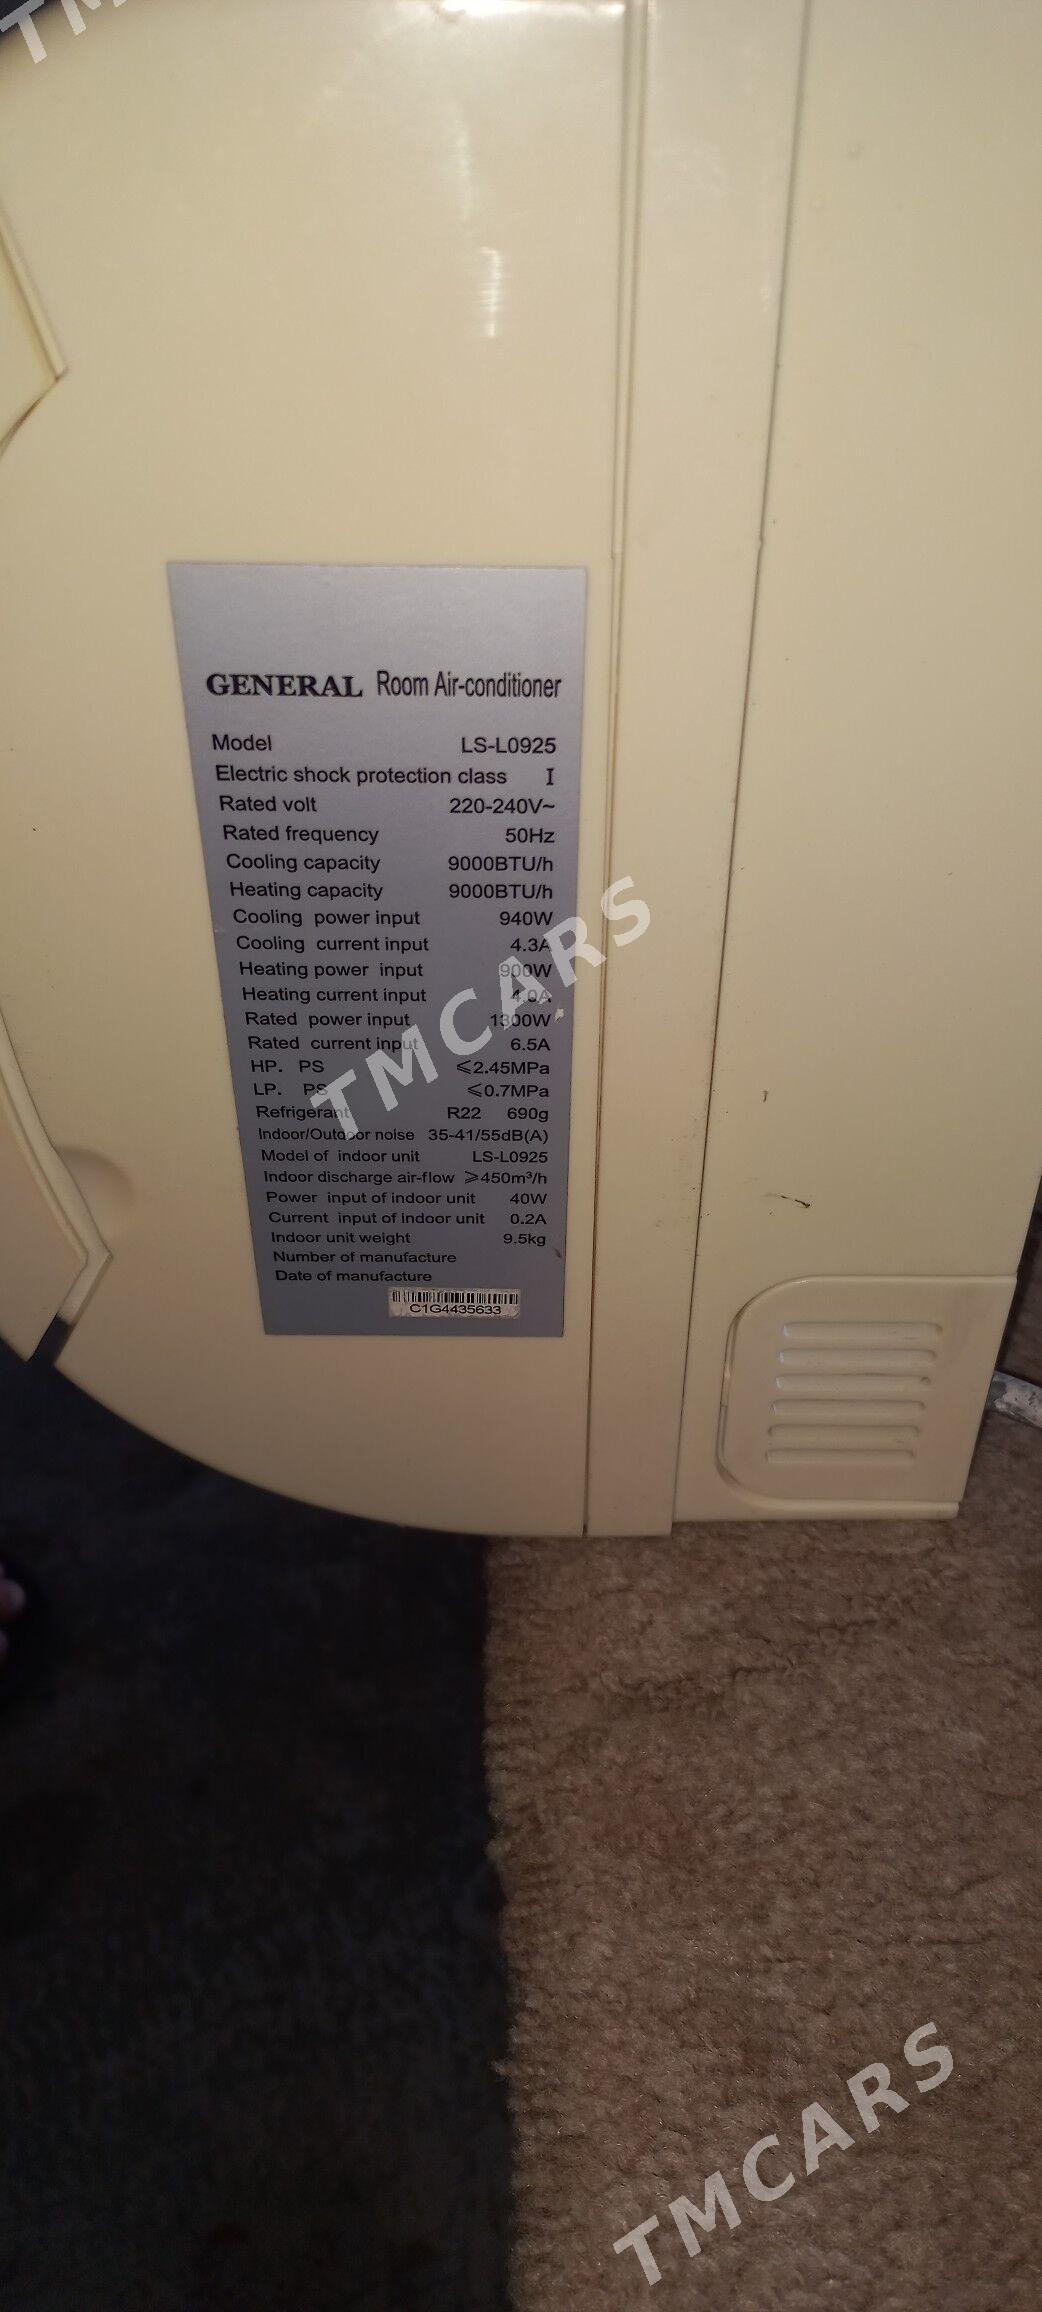 TM
GENERAL Room Air-conditioner
Model LS-L0925
Electric shock protection class I
Rated volt 220-240V~
Rated frequency 50Hz
Cooling capacity 9000BTU/h
Heating capacity 9000BTU/h
Cooling power input 940W
Cooling current input 4.3A
Heating power input 900W
Heating current input 4.0A
Rated power input 1300W
Rated current input 6.5A
HP. PS ≤2.45MPa
LP. PS ≤0.7MPa
Refrigerant R22 690g
Indoor/Outdoor noise 35-41/55dB(A)
Model of indoor unit LS-L0925
Indoor discharge air-flow ≥450m³/h
Power input of indoor unit 40W
Current input of indoor unit 0.2A
Indoor unit weight 9.5kg
Number of manufacture
Date of manufacture
C1G4435633
TMCARS
TMCARS